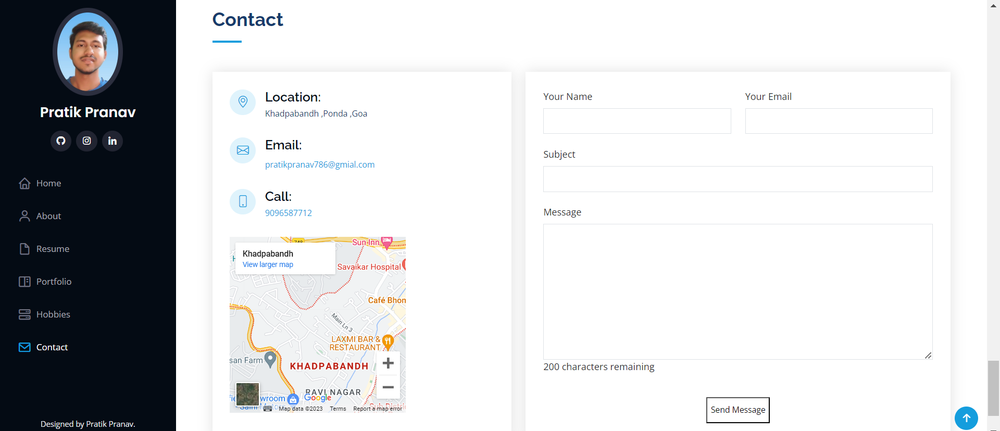 Pratik Pranav
Home
About
Resume
Portfolio
Hobbies
Contact
Designed by Pratik Pranav.
Contact
Location:
Khadpabandh ,Ponda ,Goa
Email:
pratikpranav786@gmial.com
Call:
9096587712
748
Sun Inn
Khadpabandh
View larger map
Savaikar Hospital
Café Bhon
Main Ln 3
LAXMI BAR &
RESTAURANT
san Farm
KHADPABANDH
RAVI NAGAR
wroom
Google
Map data ©2023
Terms
Report a map error
Your Name
Your Email
Subject
Message
200 characters remaining
Send Message